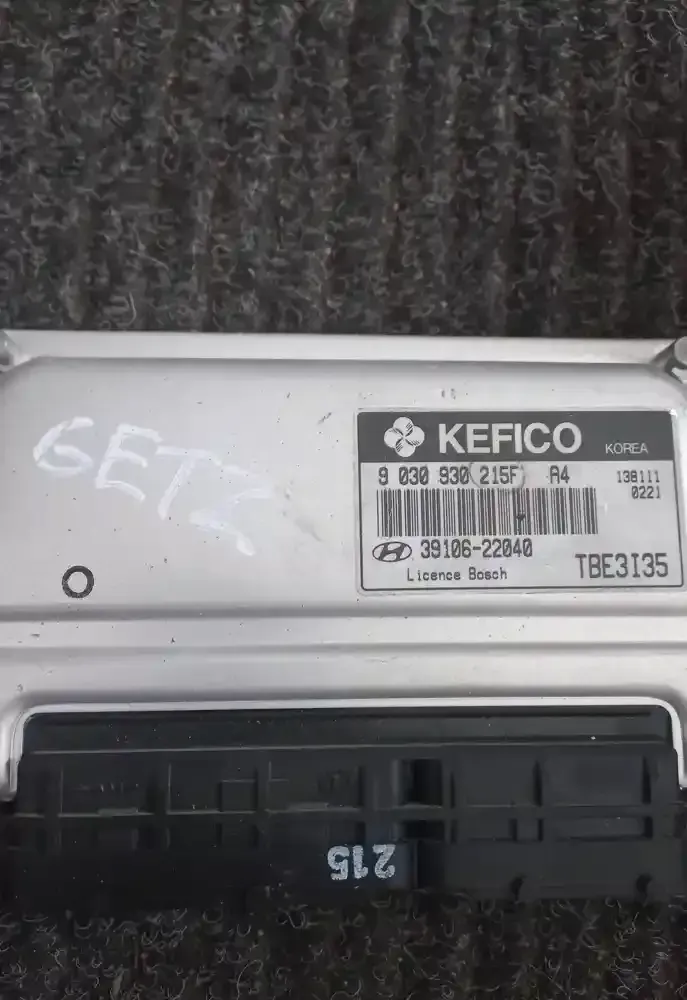 GETZ
KEFICO KOREA
9 030 930 215F A4 138111
0221
39106-22040
Licence Bosch TBE3I35
215